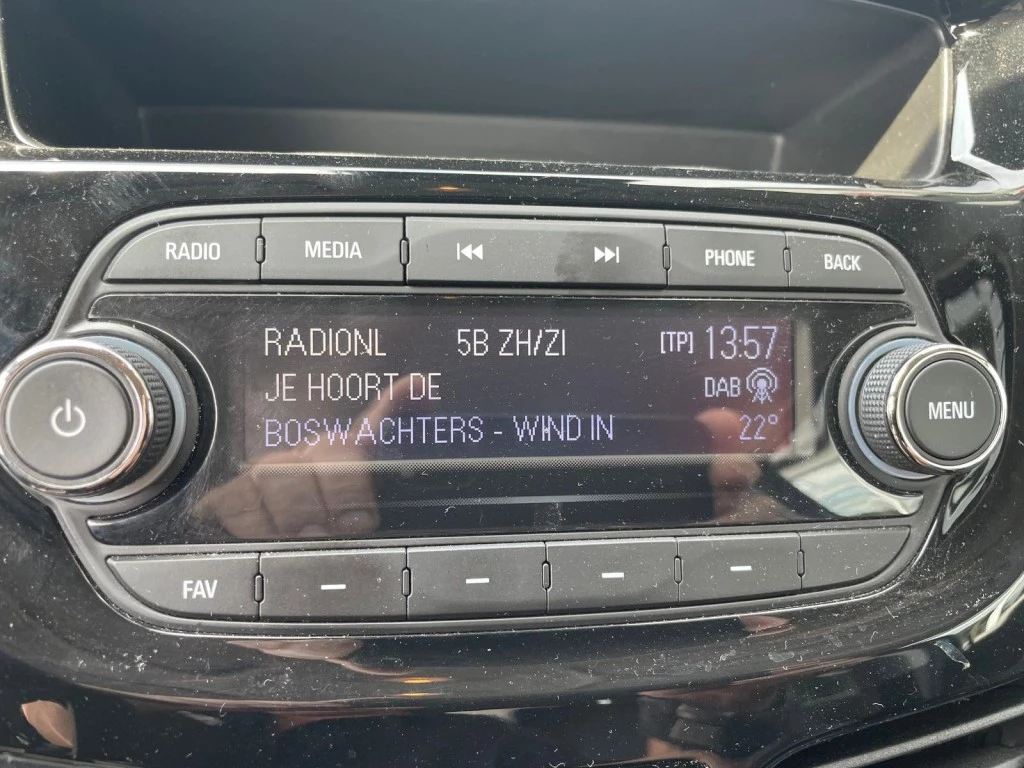 RADIO MEDIA PHONE BACK
RADIONL 5B ZH/ZI [TP] 13:57
JE HOORT DE DAB
BOSWACHTERS - WIND IN 22°
MENU
FAV